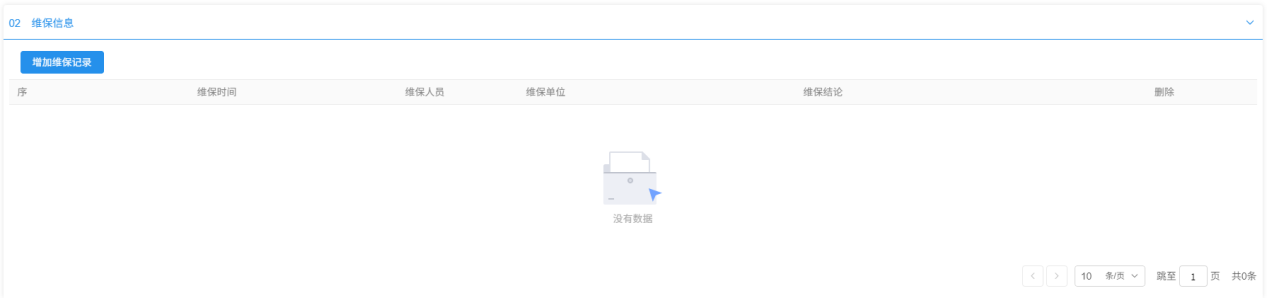 02 维保信息
增加维保记录
序 维保时间 维保人员 维保单位 维保结论 删除
没有数据
10 条/页 跳至 1 页 共0条